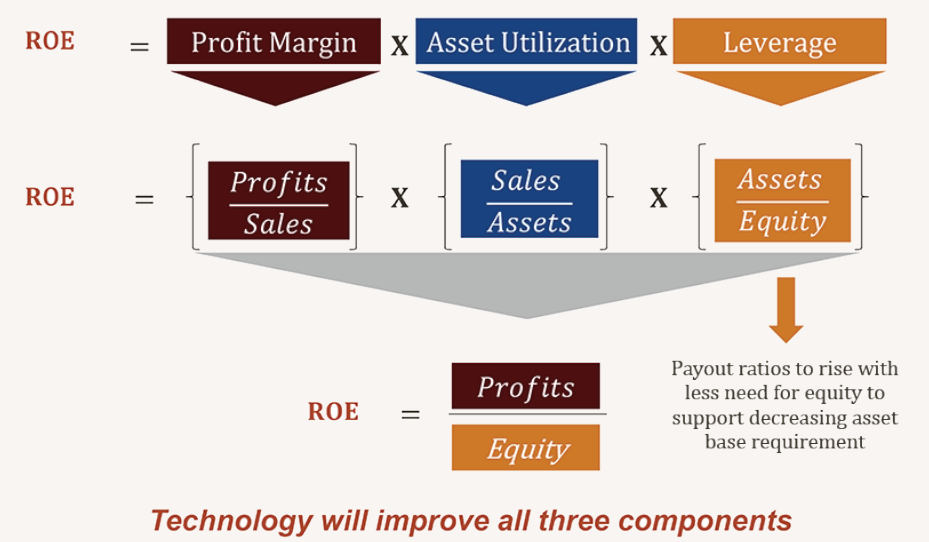 ROE = Profit Margin X Asset Utilization X Leverage
ROE = { Profits / Sales } X { Sales / Assets } X { Assets / Equity }
ROE = Profits / Equity
Payout ratios to rise with
less need for equity to
support decreasing asset
base requirement
Technology will improve all three components